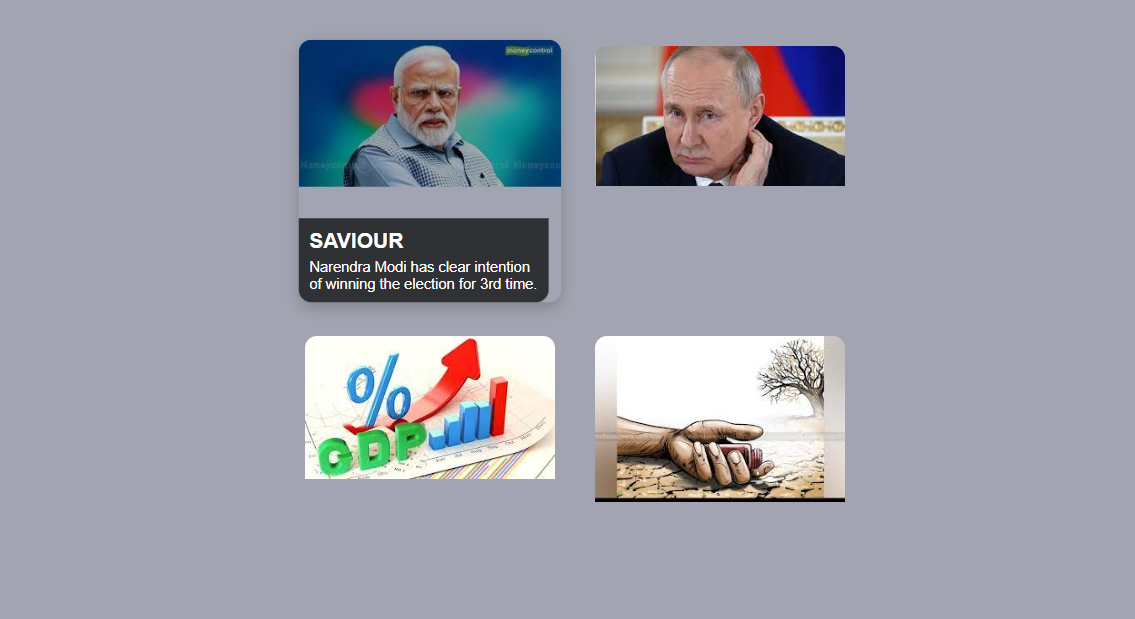 moneycontrol
SAVIOUR
Narendra Modi has clear intention
of winning the election for 3rd time.
%
GDP